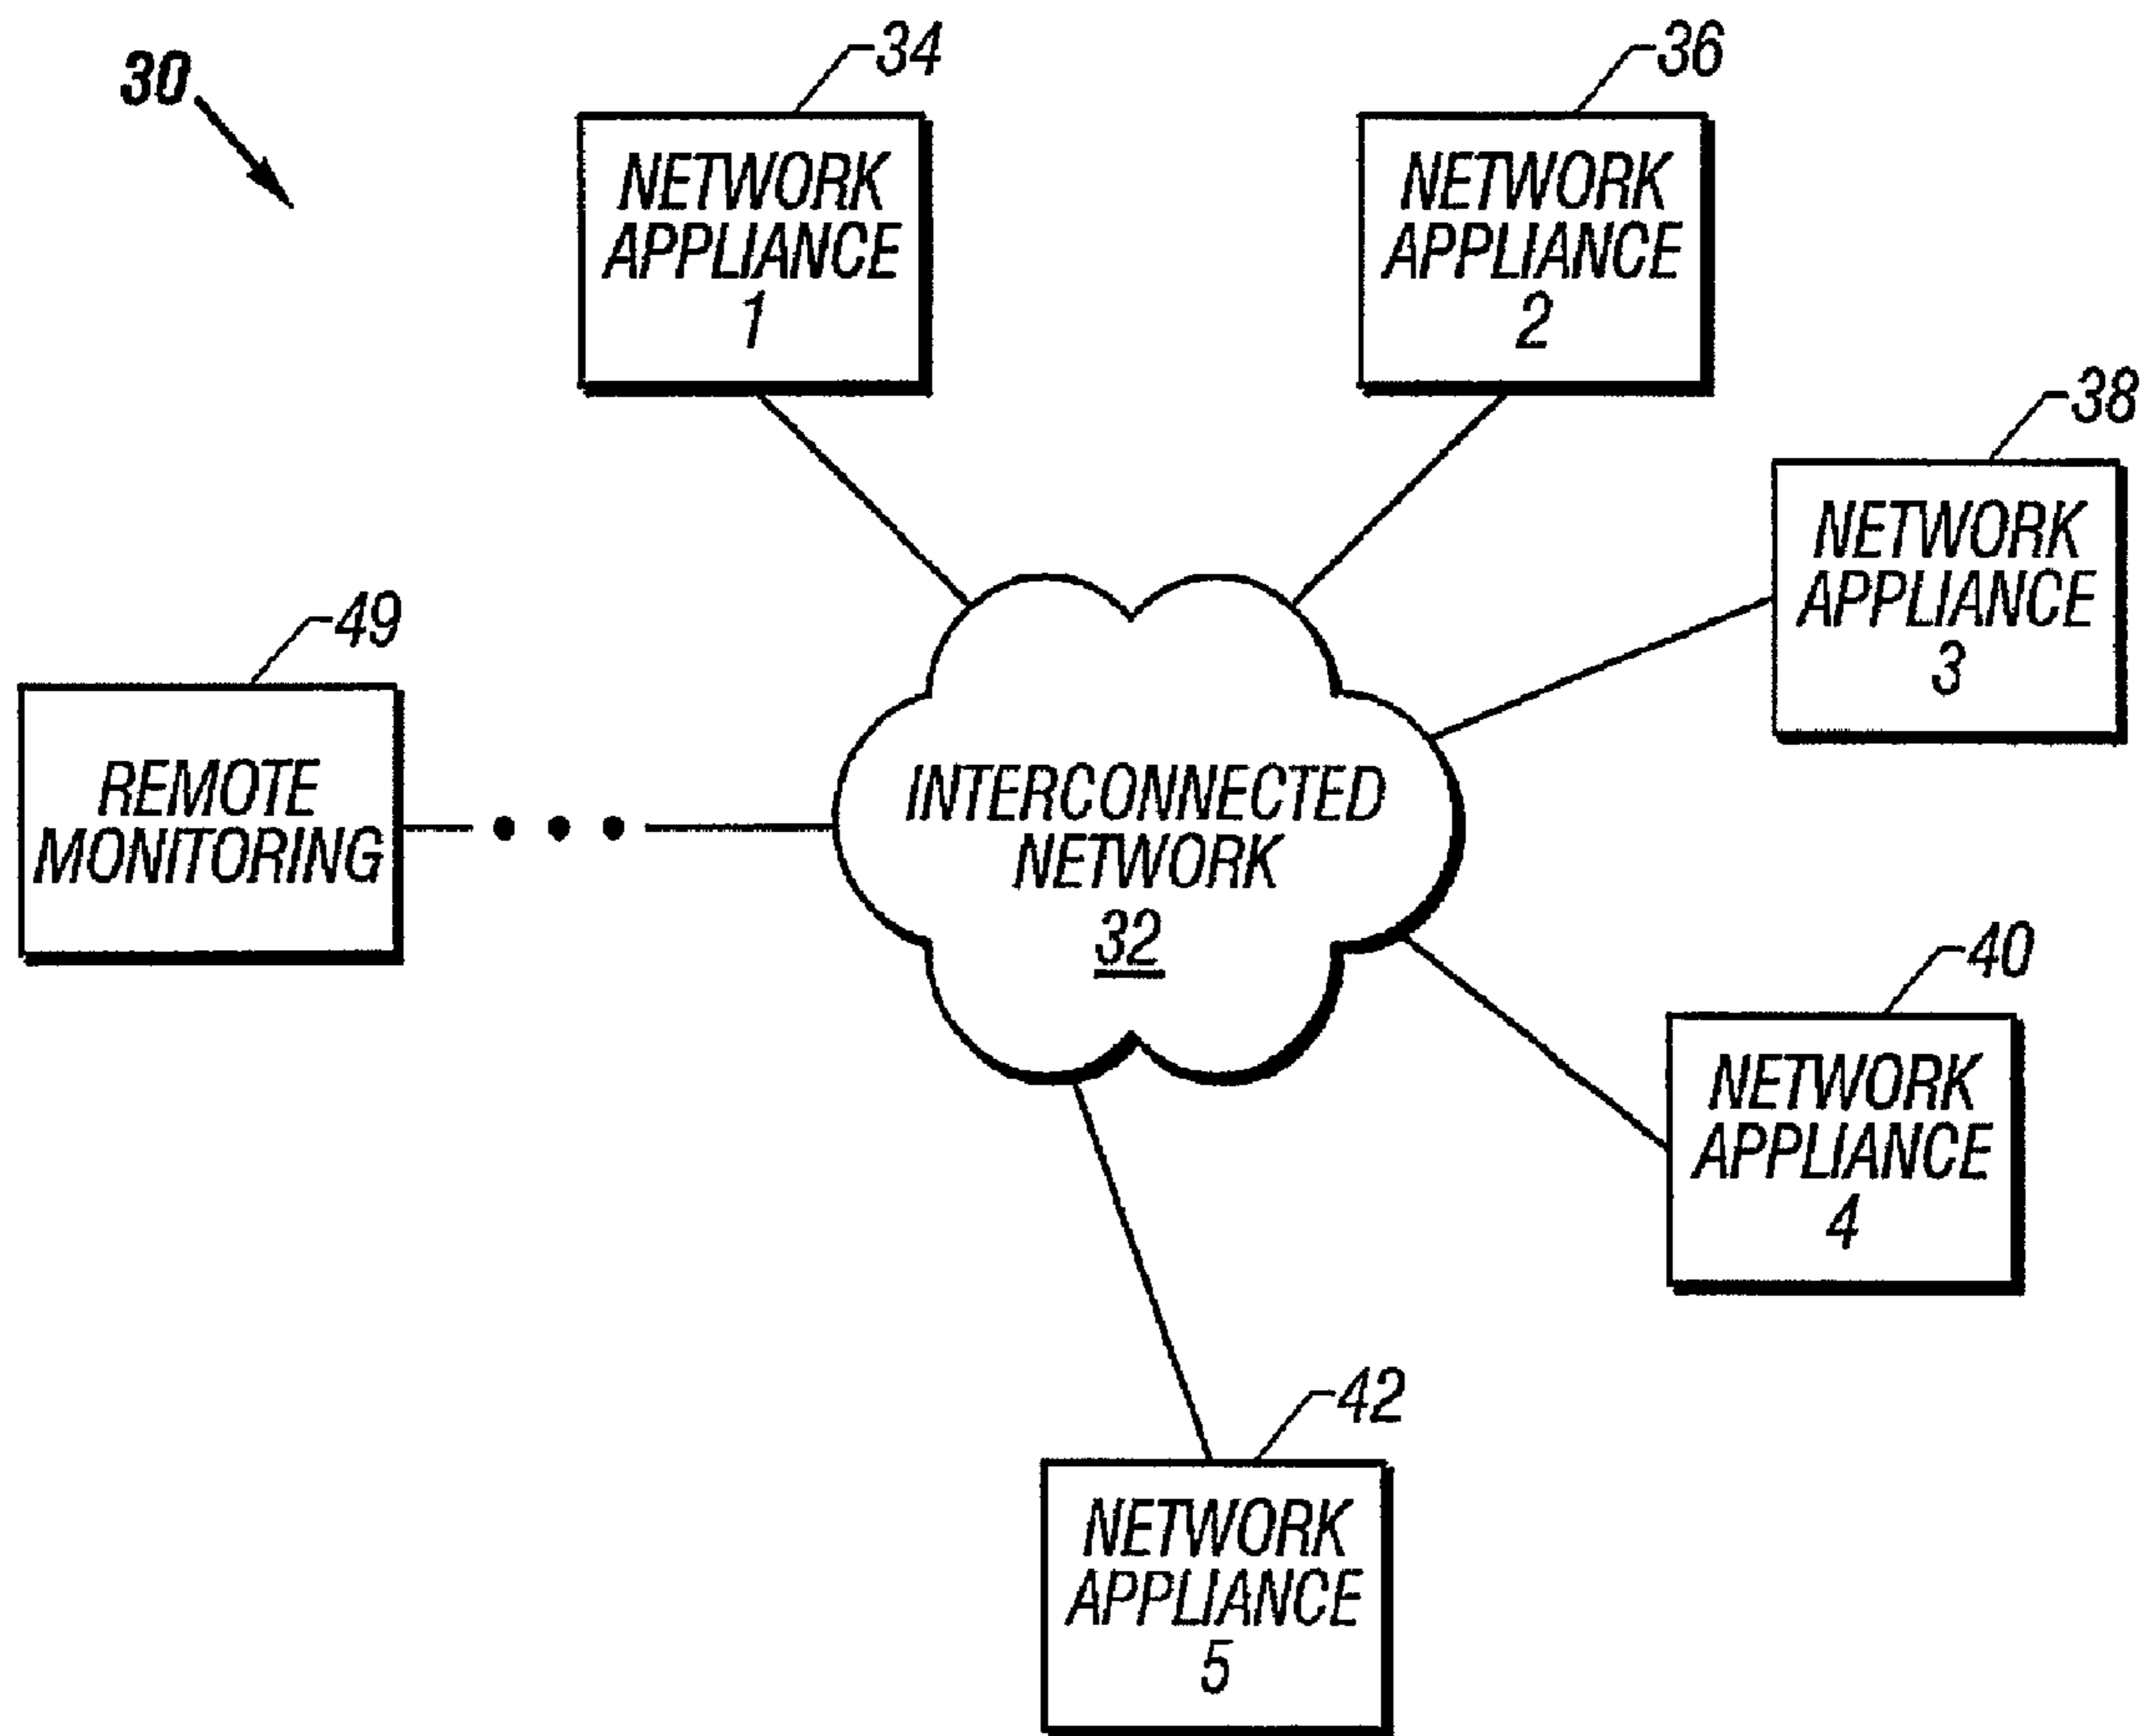 30
34
NETWORK
APPLIANCE
1
36
NETWORK
APPLIANCE
2
38
NETWORK
APPLIANCE
3
49
REMOTE
MONITORING
INTERCONNECTED
NETWORK
32
40
NETWORK
APPLIANCE
4
42
NETWORK
APPLIANCE
5